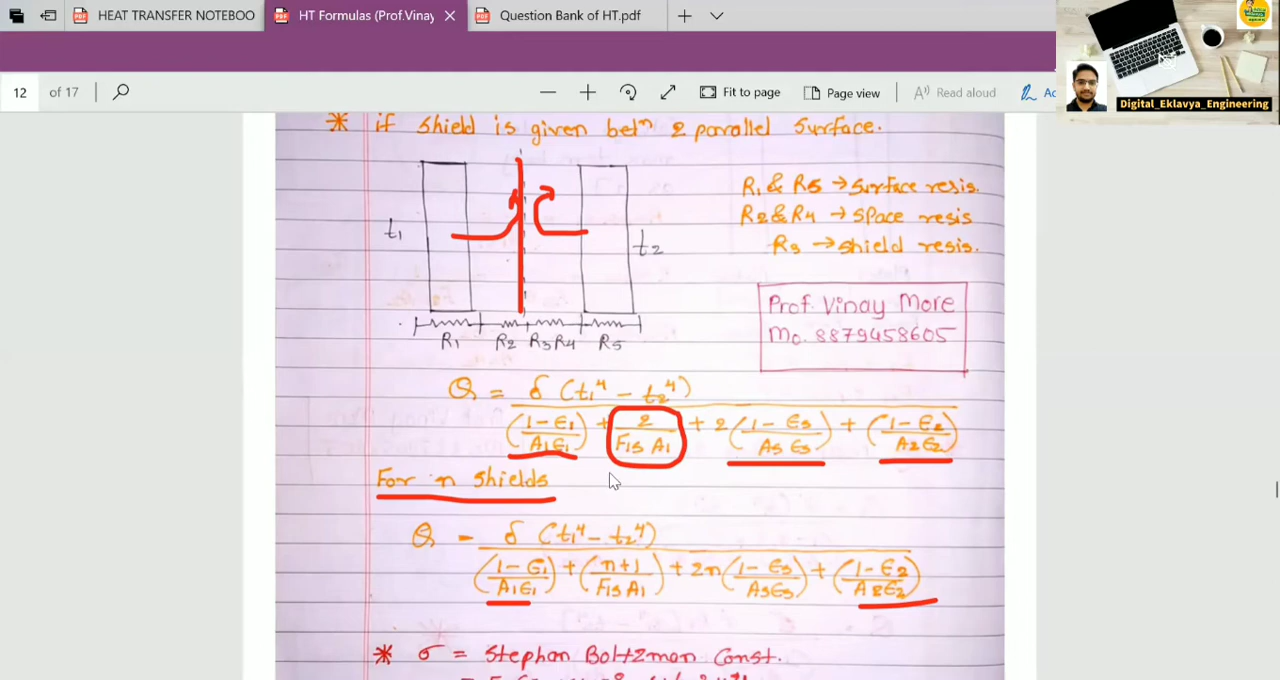 HEAT TRANSFER NOTEBOO
HT Formulas (Prof.Vinay
Question Bank of HT.pdf
12 of 17
Fit to page
Page view
Read aloud
Digital_Eklavya_Engineering
* if shield is given betⁿ 2 parallel surface.
t₁
t₂
R₁ & R5 → surface resis.
R2 & R4 → space resis
R3 → shield resis.
Prof. Vinay More
Mo. 8879458605
R₁ R₂ R₃ R₄ R₅
Q = δ (t₁⁴ - t₂⁴)
(1-ε₁ / A₁ε₁) + 2 / F₁s A₁ + 2 (1-εs / As εs) + (1-ε₂ / A₂ε₂)
For n shields
Q = δ (t₁⁴ - t₂⁴)
(1-ε₁ / A₁ε₁) + (n+1 / F₁s A₁) + 2n (1-εs / Asεs) + (1-ε₂ / A₂ε₂)
* σ = Stephan Boltzman Const.